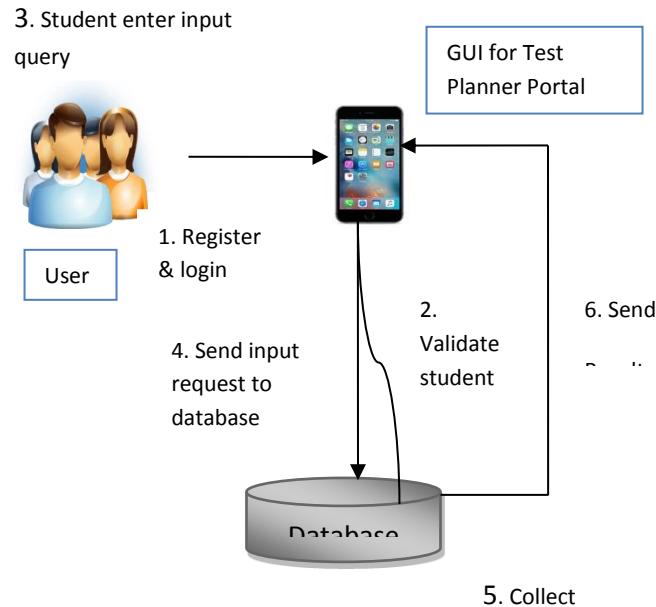 3. Student enter input
query
GUI for Test
Planner Portal
User
1. Register
& login
2.
Validate
student
6. Send
4. Send input
request to
database
Database
5. Collect